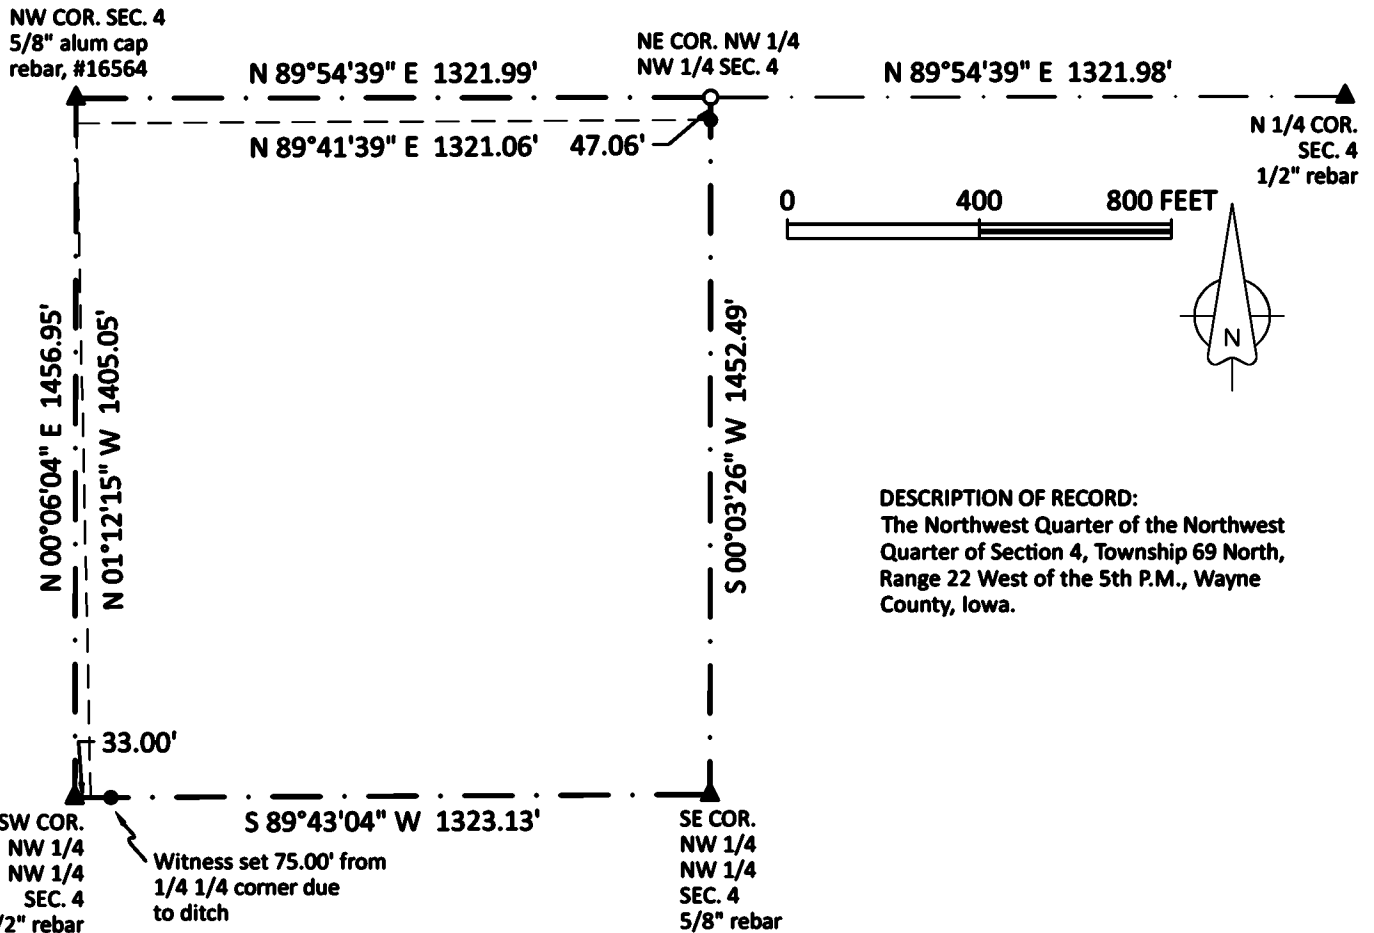 NW COR. SEC. 4
5/8" alum cap
rebar, #16564
N 89°54'39" E 1321.99'
NE COR. NW 1/4
NW 1/4 SEC. 4
N 89°54'39" E 1321.98'
N 1/4 COR.
SEC. 4
1/2" rebar
N 89°41'39" E 1321.06'
47.06'
0 400 800 FEET
N
N 00°06'04" E 1456.95'
N 01°12'15" W 1405.05'
S 00°03'26" W 1452.49'
DESCRIPTION OF RECORD:
The Northwest Quarter of the Northwest
Quarter of Section 4, Township 69 North,
Range 22 West of the 5th P.M., Wayne
County, Iowa.
33.00'
S 89°43'04" W 1323.13'
SW COR.
NW 1/4
NW 1/4
SEC. 4
/2" rebar
Witness set 75.00' from
1/4 1/4 corner due
to ditch
SE COR.
NW 1/4
NW 1/4
SEC. 4
5/8" rebar